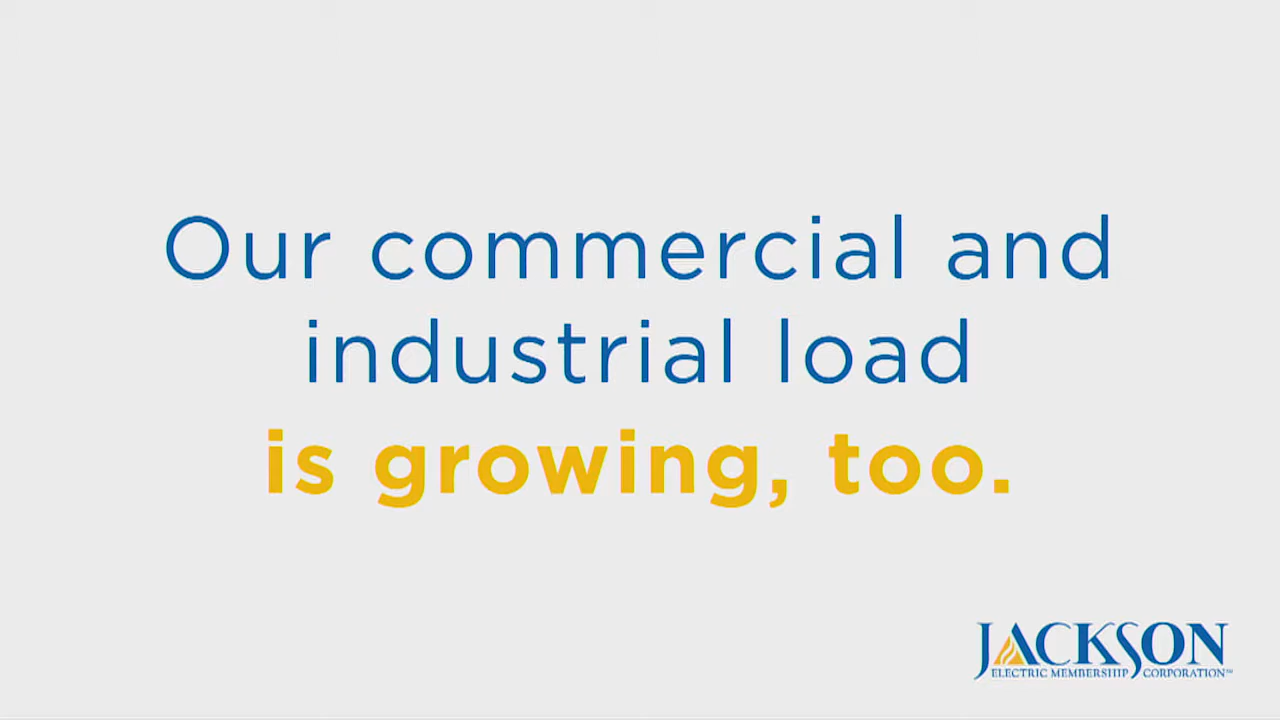 Our commercial and
industrial load
is growing, too.
JACKSON
ELECTRIC MEMBERSHIP CORPORATION™